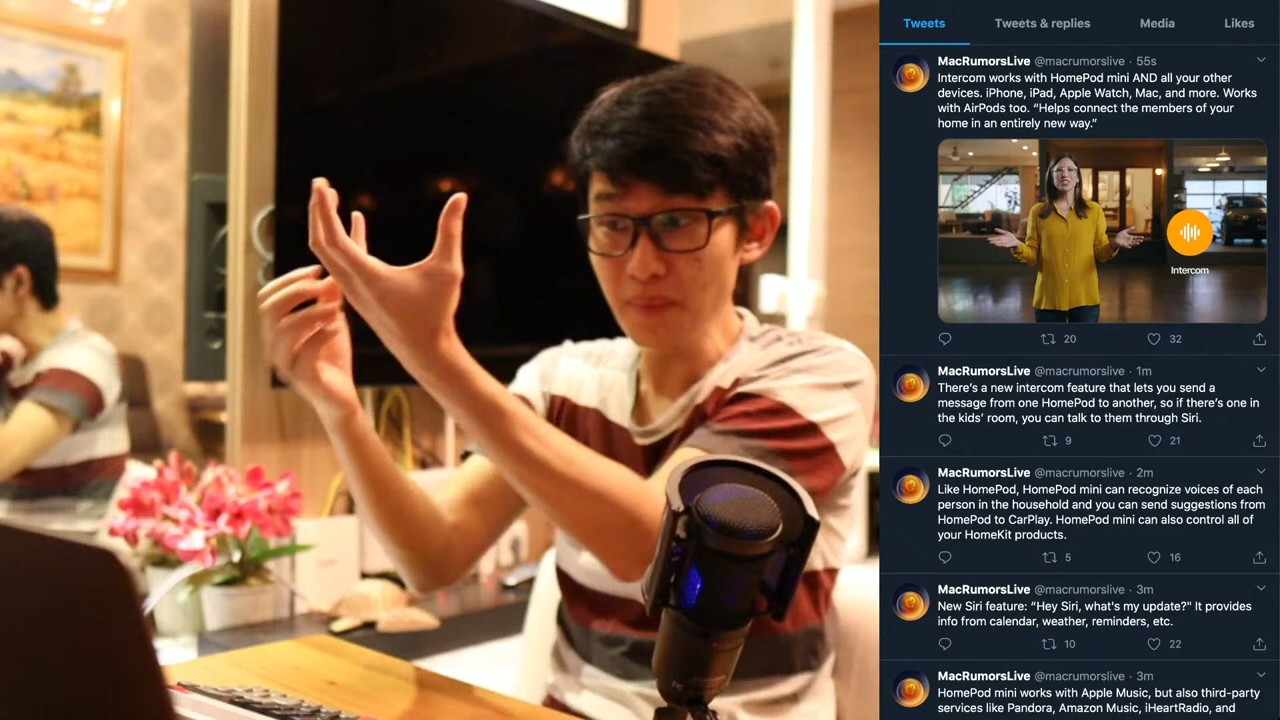 Tweets
Tweets & replies
Media
Likes
MacRumorsLive @macrumorslive · 55s
Intercom works with HomePod mini AND all your other
devices. iPhone, iPad, Apple Watch, Mac, and more. Works
with AirPods too. “Helps connect the members of your
home in an entirely new way.”
Intercom
20
32
MacRumorsLive @macrumorslive · 1m
There’s a new intercom feature that lets you send a
message from one HomePod to another, so if there’s one in
the kids’ room, you can talk to them through Siri.
9
21
MacRumorsLive @macrumorslive · 2m
Like HomePod, HomePod mini can recognize voices of each
person in the household and you can send suggestions from
HomePod to CarPlay. HomePod mini can also control all of
your HomeKit products.
5
16
MacRumorsLive @macrumorslive · 3m
New Siri feature: “Hey Siri, what's my update?" It provides
info from calendar, weather, reminders, etc.
10
22
MacRumorsLive @macrumorslive · 3m
HomePod mini works with Apple Music, but also third-party
services like Pandora, Amazon Music, iHeartRadio, and